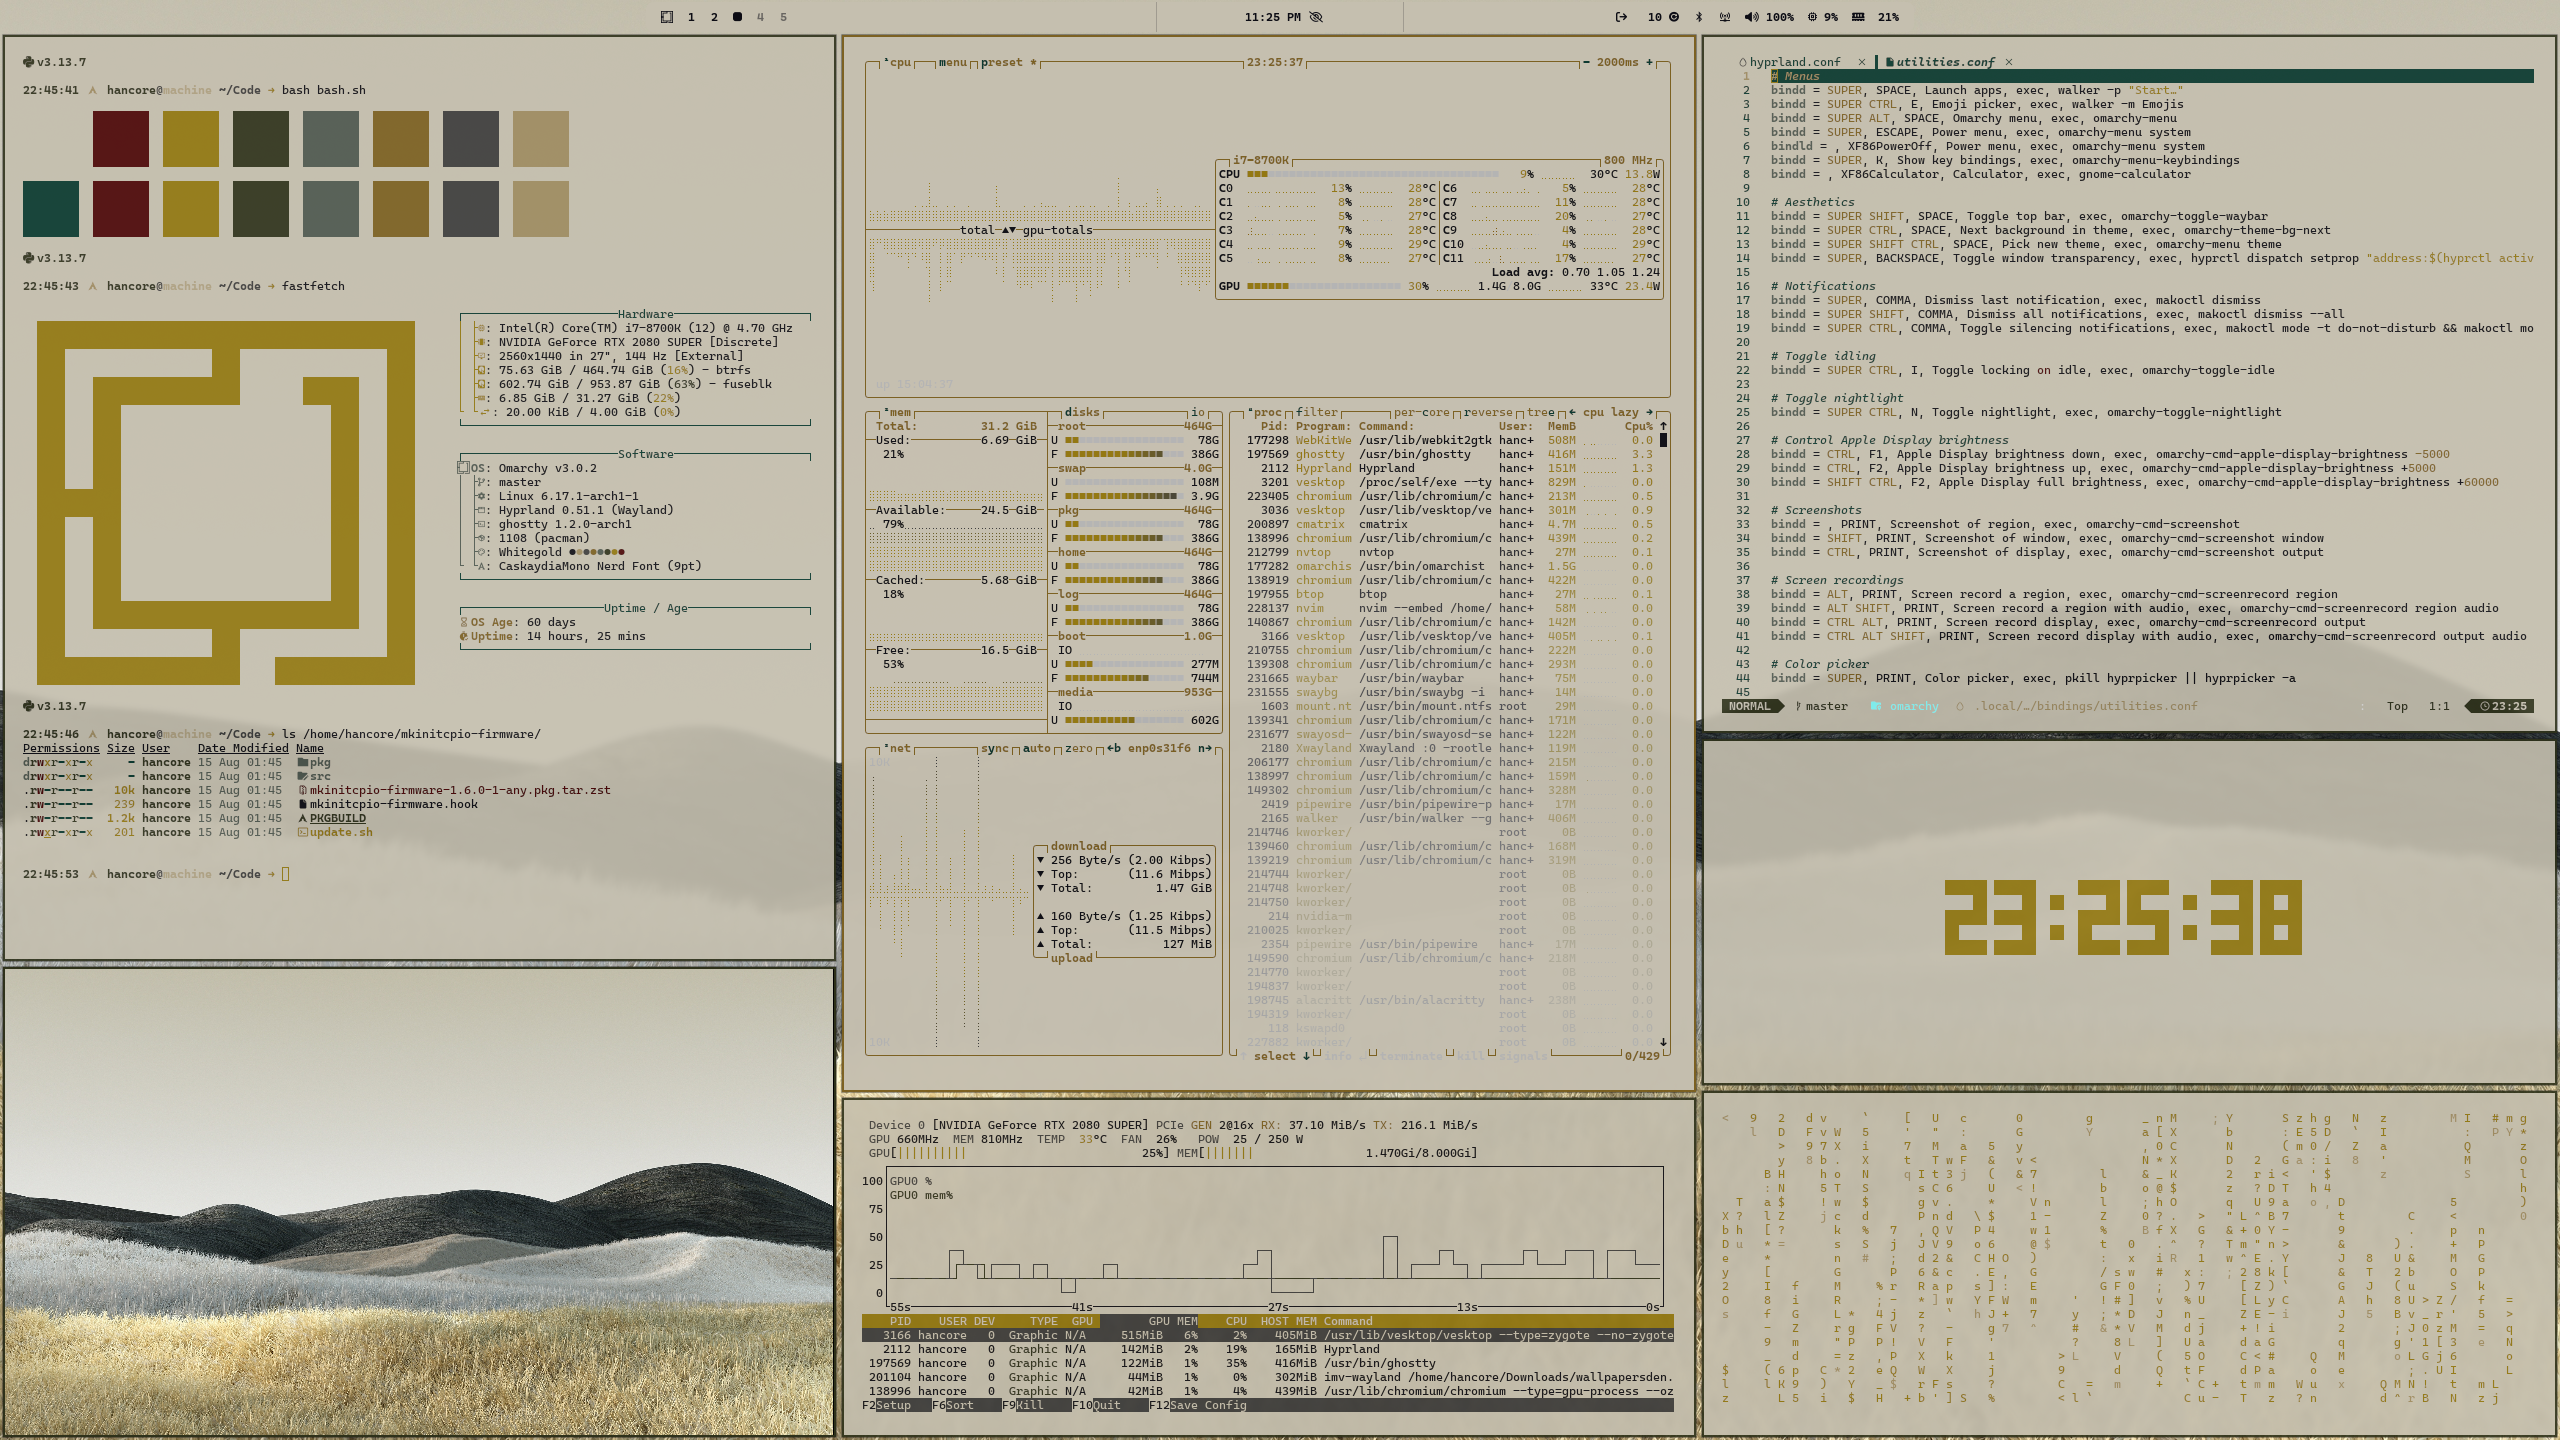 1 2 4 5
11:25 PM
10 100% 9% 21%
v3.13.7
22:45:41 hancore@machine ~/Code → bash bash.sh
v3.13.7
22:45:43 hancore@machine ~/Code → fastfetch
Hardware
: Intel(R) Core(TM) i7-8700K (12) @ 4.70 GHz
: NVIDIA GeForce RTX 2080 SUPER [Discrete]
: 2560x1440 in 27", 144 Hz [External]
: 75.63 GiB / 464.74 GiB (16%) - btrfs
: 602.74 GiB / 953.87 GiB (63%) - fuseblk
: 6.85 GiB / 31.27 GiB (22%)
: 20.00 KiB / 4.00 GiB (0%)
Software
OS: Omarchy v3.0.2
: master
: Linux 6.17.1-arch1-1
: Hyprland 0.51.1 (Wayland)
: ghostty 1.2.0-arch1
: 1108 (pacman)
: Whitegold
: CaskaydiaMono Nerd Font (9pt)
Uptime / Age
OS Age: 60 days
Uptime: 14 hours, 25 mins
v3.13.7
22:45:46 hancore@machine ~/Code → ls /home/hancore/mkinitcpio-firmware/
Permissions Size User Date Modified Name
drwxr-xr-x - hancore 15 Aug 01:45 pkg
drwxr-xr-x - hancore 15 Aug 01:45 src
.rw-r--r-- 10k hancore 15 Aug 01:45 mkinitcpio-firmware-1.6.0-1-any.pkg.tar.zst
.rw-r--r-- 239 hancore 15 Aug 01:45 mkinitcpio-firmware.hook
.rw-r--r-- 1.2k hancore 15 Aug 01:45 PKGBUILD
.rwxr-xr-x 201 hancore 15 Aug 01:45 update.sh
22:45:53 hancore@machine ~/Code →
¹cpu menu preset * 23:25:37 - 2000ms +
i7-8700K 800 MHz
CPU 9% 30°C 13.8W
C0 13% 28°C C6 5% 28°C
C1 8% 28°C C7 11% 28°C
C2 5% 27°C C8 20% 27°C
C3 7% 28°C C9 4% 28°C
C4 9% 29°C C10 4% 29°C
C5 8% 27°C C11 17% 27°C
Load avg: 0.70 1.05 1.24
GPU 30% 1.4G 8.0G 33°C 23.4W
total ▲▼ gpu-totals
up 15:04:37
²mem
Total: 31.2 GiB
Used: 6.69 GiB
21%
Available: 24.5 GiB
79%
Cached: 5.68 GiB
18%
Free: 16.5 GiB
53%
disks io
root 464G
U 78G
F 386G
swap 4.0G
U 108M
F 3.9G
pkg 464G
U 78G
F 386G
home 464G
U 78G
F 386G
log 464G
U 78G
F 386G
boot 1.0G
IO
U 277M
F 744M
media 953G
IO
U 602G
³net sync auto zero ←b enp0s31f6 n→
10K
download
▼ 256 Byte/s (2.00 Kibps)
▼ Top: (11.6 Mibps)
▼ Total: 1.47 GiB
▲ 160 Byte/s (1.25 Kibps)
▲ Top: (11.5 Mibps)
▲ Total: 127 MiB
upload
10K
⁴proc filter per-core reverse tree ← cpu lazy →
Pid: Program: Command: User: MemB Cpu% ↑
177298 WebKitWe /usr/lib/webkit2gtk hanc+ 508M 0.0
197569 ghostty /usr/bin/ghostty hanc+ 416M 3.3
2112 Hyprland Hyprland hanc+ 151M 1.3
3201 vesktop /proc/self/exe --ty hanc+ 829M 0.0
223405 chromium /usr/lib/chromium/c hanc+ 213M 0.5
3036 vesktop /usr/lib/vesktop/ve hanc+ 301M 0.9
200897 cmatrix cmatrix hanc+ 4.7M 0.5
138996 chromium /usr/lib/chromium/c hanc+ 439M 0.2
212799 nvtop nvtop hanc+ 27M 0.1
177282 omarchis /usr/bin/omarchist hanc+ 1.5G 0.0
138919 chromium /usr/lib/chromium/c hanc+ 422M 0.0
197955 btop btop hanc+ 27M 0.1
228137 nvim nvim --embed /home/ hanc+ 58M 0.0
140867 chromium /usr/lib/chromium/c hanc+ 142M 0.0
3166 vesktop /usr/lib/vesktop/ve hanc+ 405M 0.1
210755 chromium /usr/lib/chromium/c hanc+ 222M 0.0
139308 chromium /usr/lib/chromium/c hanc+ 293M 0.0
231665 waybar /usr/bin/waybar hanc+ 75M 0.0
231555 swaybg /usr/bin/swaybg -i hanc+ 14M 0.0
1603 mount.nt /usr/bin/mount.ntfs root 29M 0.0
139341 chromium /usr/lib/chromium/c hanc+ 171M 0.0
231677 swayosd- /usr/bin/swayosd-se hanc+ 122M 0.0
2180 Xwayland Xwayland :0 -rootle hanc+ 119M 0.0
206177 chromium /usr/lib/chromium/c hanc+ 215M 0.0
138997 chromium /usr/lib/chromium/c hanc+ 159M 0.0
149302 chromium /usr/lib/chromium/c hanc+ 328M 0.0
2419 pipewire /usr/bin/pipewire-p hanc+ 17M 0.0
2165 walker /usr/bin/walker --g hanc+ 406M 0.0
214746 kworker/ root 0B 0.0
139460 chromium /usr/lib/chromium/c hanc+ 168M 0.0
139219 chromium /usr/lib/chromium/c hanc+ 319M 0.0
214744 kworker/ root 0B 0.0
214748 kworker/ root 0B 0.0
214750 kworker/ root 0B 0.0
214 nvidia-m root 0B 0.0
210025 kworker/ root 0B 0.0
2354 pipewire /usr/bin/pipewire hanc+ 17M 0.0
149590 chromium /usr/lib/chromium/c hanc+ 218M 0.0
214770 kworker/ root 0B 0.0
194837 kworker/ root 0B 0.0
198745 alacritt /usr/bin/alacritty hanc+ 238M 0.0
194319 kworker/ root 0B 0.0
118 kswapd0 root 0B 0.0
227882 kworker/ root 0B 0.0 ↓
select ↓ info terminate kill signals 0/429
Device 0 [NVIDIA GeForce RTX 2080 SUPER] PCIe GEN 2@16x RX: 37.10 MiB/s TX: 216.1 MiB/s
GPU 660MHz MEM 810MHz TEMP 33°C FAN 26% POW 25 / 250 W
GPU[|||||||||| 25%] MEM[||||||| 1.470Gi/8.000Gi]
100 GPU0 %
GPU0 mem%
75
50
25
0
55s 41s 27s 13s 0s
PID USER DEV TYPE GPU GPU MEM CPU HOST MEM Command
3166 hancore 0 Graphic N/A 515MiB 6% 2% 405MiB /usr/lib/vesktop/vesktop --type=zygote --no-zygote
2112 hancore 0 Graphic N/A 142MiB 2% 19% 165MiB Hyprland
197569 hancore 0 Graphic N/A 122MiB 1% 35% 416MiB /usr/bin/ghostty
201104 hancore 0 Graphic N/A 44MiB 1% 0% 302MiB imv-wayland /home/hancore/Downloads/wallpapersden.
138996 hancore 0 Graphic N/A 42MiB 1% 4% 439MiB /usr/lib/chromium/chromium --type=gpu-process --oz
F2Setup F6Sort F9Kill F10Quit F12Save Config
hyprland.conf × utilities.conf ×
1 # Menus
2 bindd = SUPER, SPACE, Launch apps, exec, walker -p "Start…"
3 bindd = SUPER CTRL, E, Emoji picker, exec, walker -m Emojis
4 bindd = SUPER ALT, SPACE, Omarchy menu, exec, omarchy-menu
5 bindd = SUPER, ESCAPE, Power menu, exec, omarchy-menu system
6 bindld = , XF86PowerOff, Power menu, exec, omarchy-menu system
7 bindd = SUPER, K, Show key bindings, exec, omarchy-menu-keybindings
8 bindd = , XF86Calculator, Calculator, exec, gnome-calculator
9
10 # Aesthetics
11 bindd = SUPER SHIFT, SPACE, Toggle top bar, exec, omarchy-toggle-waybar
12 bindd = SUPER CTRL, SPACE, Next background in theme, exec, omarchy-theme-bg-next
13 bindd = SUPER SHIFT CTRL, SPACE, Pick new theme, exec, omarchy-menu theme
14 bindd = SUPER, BACKSPACE, Toggle window transparency, exec, hyprctl dispatch setprop "address:$(hyprctl activ
15
16 # Notifications
17 bindd = SUPER, COMMA, Dismiss last notification, exec, makoctl dismiss
18 bindd = SUPER SHIFT, COMMA, Dismiss all notifications, exec, makoctl dismiss --all
19 bindd = SUPER CTRL, COMMA, Toggle silencing notifications, exec, makoctl mode -t do-not-disturb && makoctl mo
20
21 # Toggle idling
22 bindd = SUPER CTRL, I, Toggle locking on idle, exec, omarchy-toggle-idle
23
24 # Toggle nightlight
25 bindd = SUPER CTRL, N, Toggle nightlight, exec, omarchy-toggle-nightlight
26
27 # Control Apple Display brightness
28 bindd = CTRL, F1, Apple Display brightness down, exec, omarchy-cmd-apple-display-brightness -5000
29 bindd = CTRL, F2, Apple Display brightness up, exec, omarchy-cmd-apple-display-brightness +5000
30 bindd = SHIFT CTRL, F2, Apple Display full brightness, exec, omarchy-cmd-apple-display-brightness +60000
31
32 # Screenshots
33 bindd = , PRINT, Screenshot of region, exec, omarchy-cmd-screenshot
34 bindd = SHIFT, PRINT, Screenshot of window, exec, omarchy-cmd-screenshot window
35 bindd = CTRL, PRINT, Screenshot of display, exec, omarchy-cmd-screenshot output
36
37 # Screen recordings
38 bindd = ALT, PRINT, Screen record a region, exec, omarchy-cmd-screenrecord region
39 bindd = ALT SHIFT, PRINT, Screen record a region with audio, exec, omarchy-cmd-screenrecord region audio
40 bindd = CTRL ALT, PRINT, Screen record display, exec, omarchy-cmd-screenrecord output
41 bindd = CTRL ALT SHIFT, PRINT, Screen record display with audio, exec, omarchy-cmd-screenrecord output audio
42
43 # Color picker
44 bindd = SUPER, PRINT, Color picker, exec, pkill hyprpicker || hyprpicker -a
45
NORMAL master omarchy .local/…/bindings/utilities.conf : Top 1:1 23:25
23:25:38